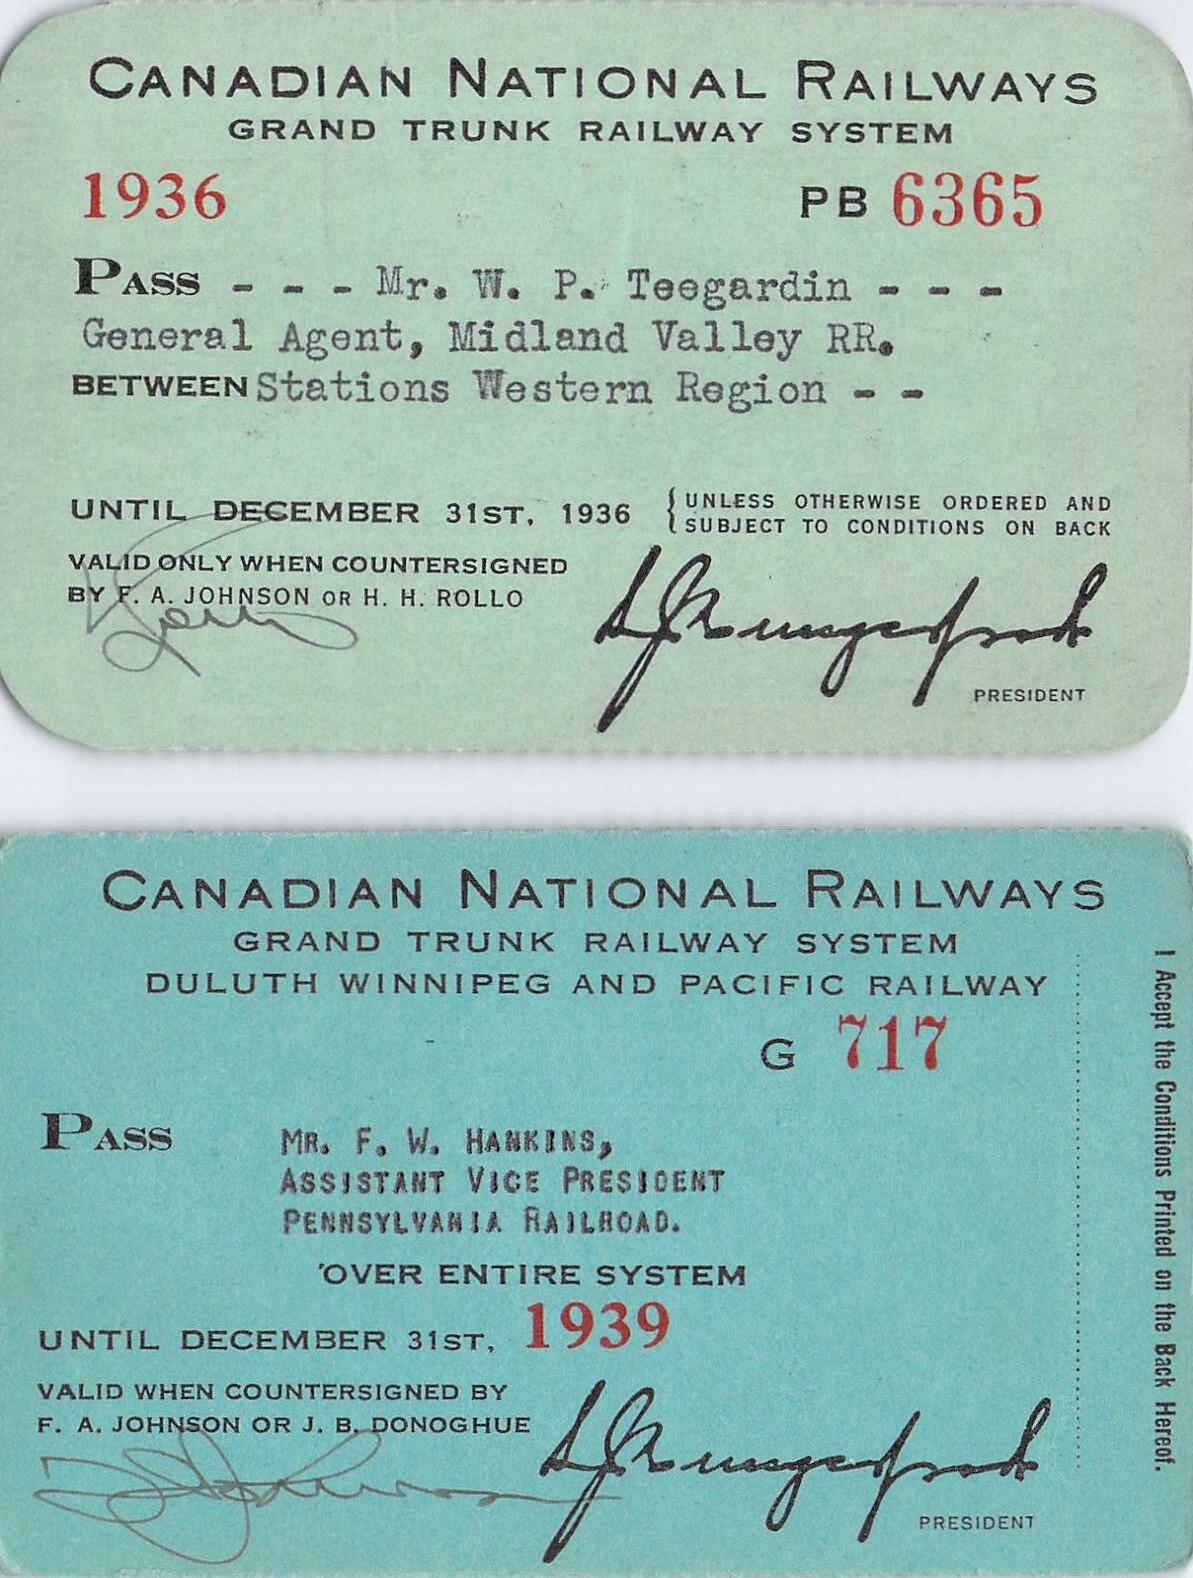 CANADIAN NATIONAL RAILWAYS
GRAND TRUNK RAILWAY SYSTEM
1936 PB 6365
PASS - - - Mr. W. P. Teegardin - - -
General Agent, Midland Valley RR.
BETWEEN Stations Western Region - -
UNTIL DECEMBER 31ST, 1936 { UNLESS OTHERWISE ORDERED AND
SUBJECT TO CONDITIONS ON BACK
VALID ONLY WHEN COUNTERSIGNED
BY F. A. JOHNSON OR H. H. ROLLO
S J Hungerford
PRESIDENT
CANADIAN NATIONAL RAILWAYS
GRAND TRUNK RAILWAY SYSTEM
DULUTH WINNIPEG AND PACIFIC RAILWAY
G 717
PASS MR. F. W. HANKINS,
ASSISTANT VICE PRESIDENT
PENNSYLVANIA RAILROAD.
OVER ENTIRE SYSTEM
UNTIL DECEMBER 31ST, 1939
VALID WHEN COUNTERSIGNED BY
F. A. JOHNSON OR J. B. DONOGHUE
F A Johnson
S J Hungerford
PRESIDENT
I Accept the Conditions Printed on the Back Hereof.